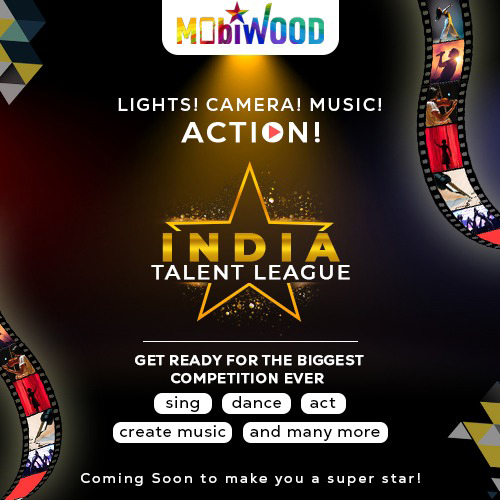 MOBIWOOD
LIGHTS! CAMERA! MUSIC!
ACTION!
INDIA
TALENT LEAGUE
GET READY FOR THE BIGGEST
COMPETITION EVER
sing dance act
create music and many more
Coming Soon to make you a super star!